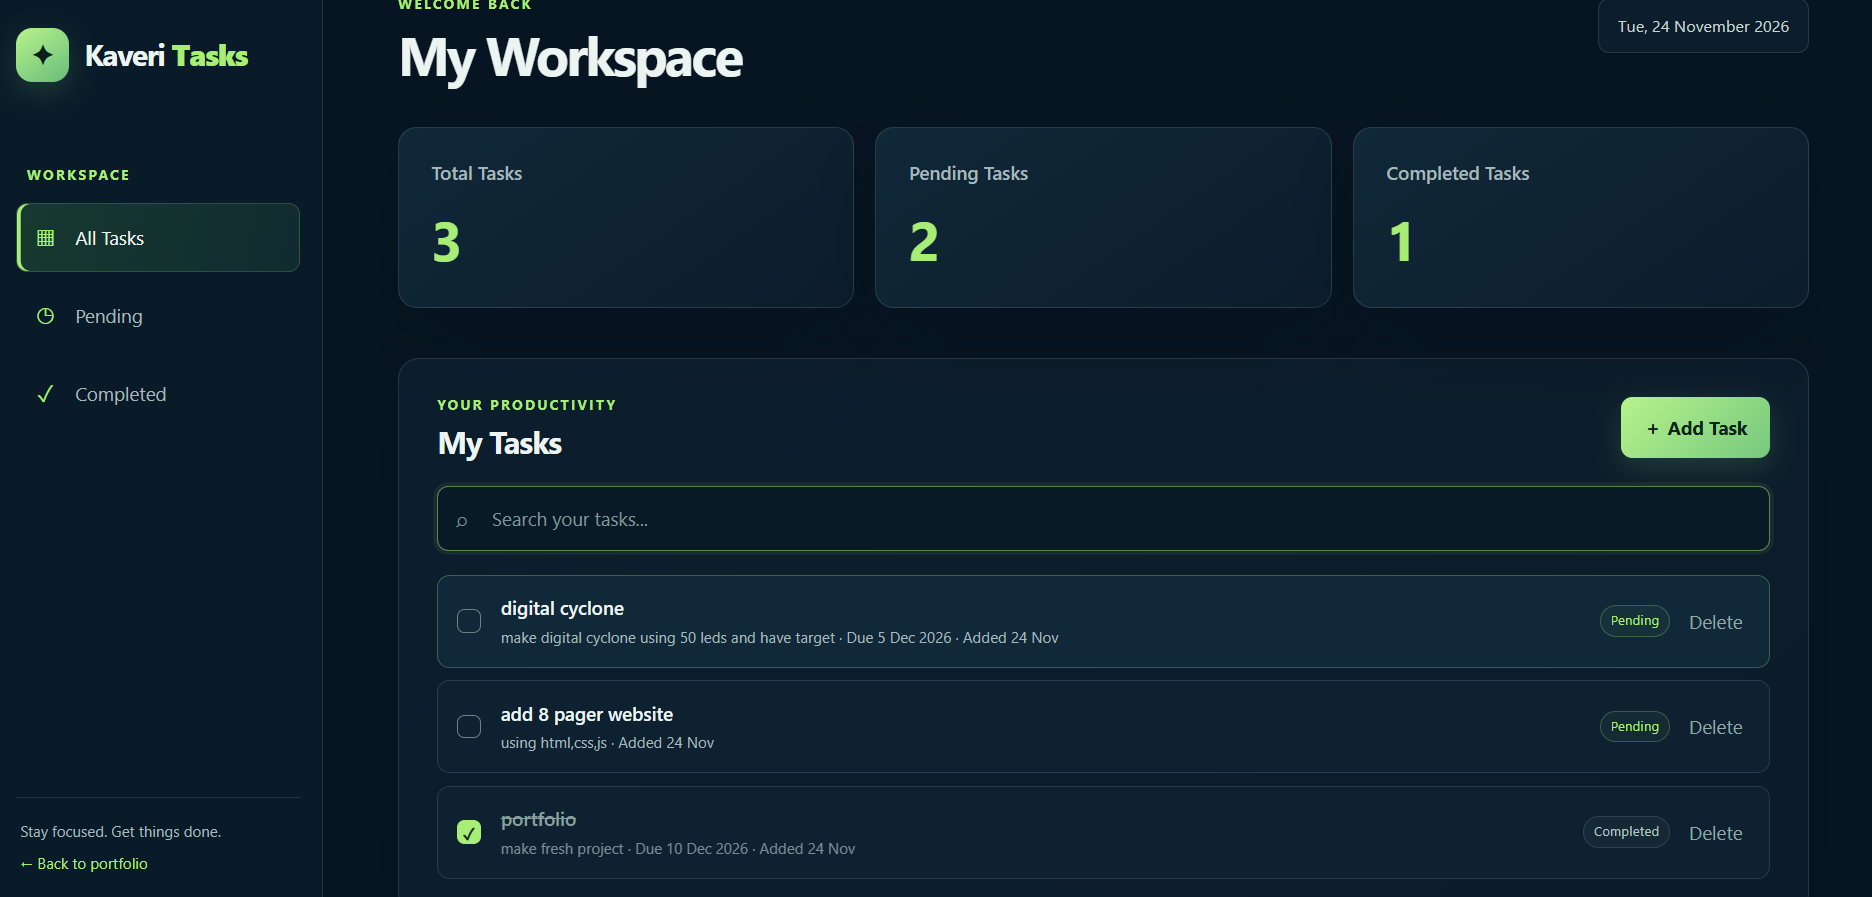 Kaveri Tasks
WORKSPACE
All Tasks
Pending
Completed
Stay focused. Get things done.
← Back to portfolio
WELCOME BACK
My Workspace
Tue, 24 November 2026
Total Tasks
3
Pending Tasks
2
Completed Tasks
1
YOUR PRODUCTIVITY
My Tasks
+ Add Task
Search your tasks...
digital cyclone
make digital cyclone using 50 leds and have target · Due 5 Dec 2026 · Added 24 Nov
Pending
Delete
add 8 pager website
using html,css,js · Added 24 Nov
Pending
Delete
portfolio
make fresh project · Due 10 Dec 2026 · Added 24 Nov
Completed
Delete